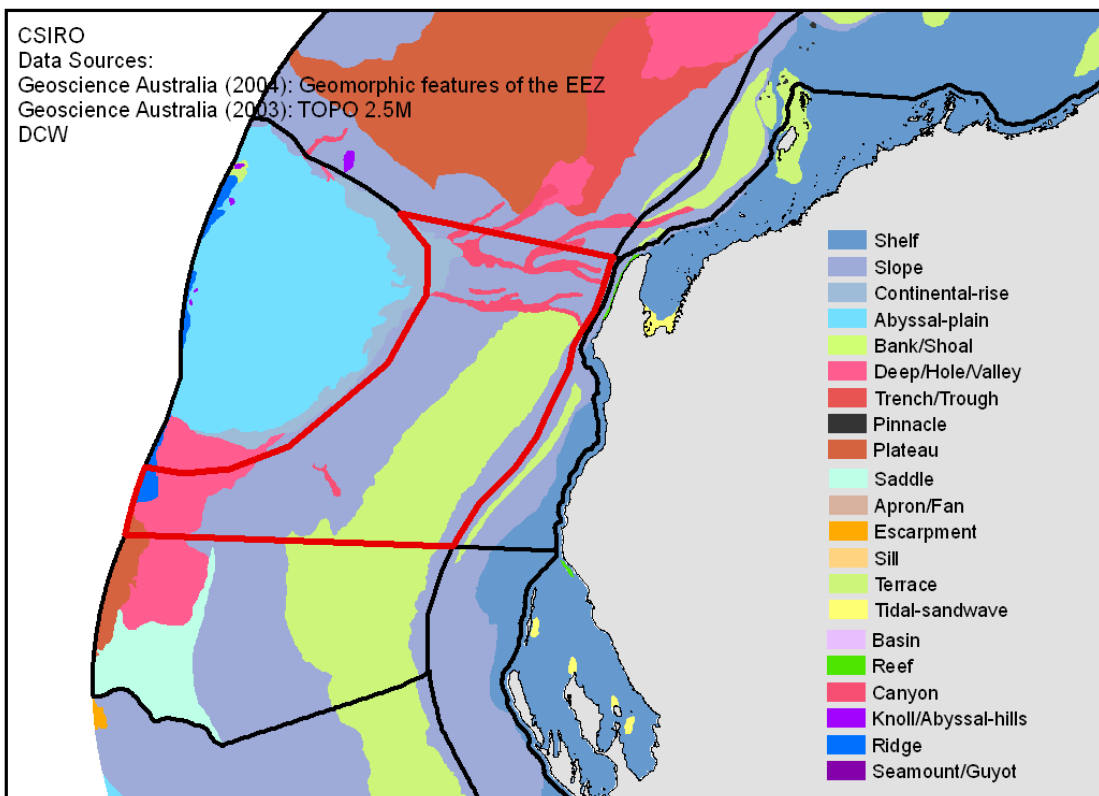 CSIRO
Data Sources:
Geoscience Australia (2004): Geomorphic features of the EEZ
Geoscience Australia (2003): TOPO 2.5M
DCW
Shelf
Slope
Continental-rise
Abyssal-plain
Bank/Shoal
Deep/Hole/Valley
Trench/Trough
Pinnacle
Plateau
Saddle
Apron/Fan
Escarpment
Sill
Terrace
Tidal-sandwave
Basin
Reef
Canyon
Knoll/Abyssal-hills
Ridge
Seamount/Guyot